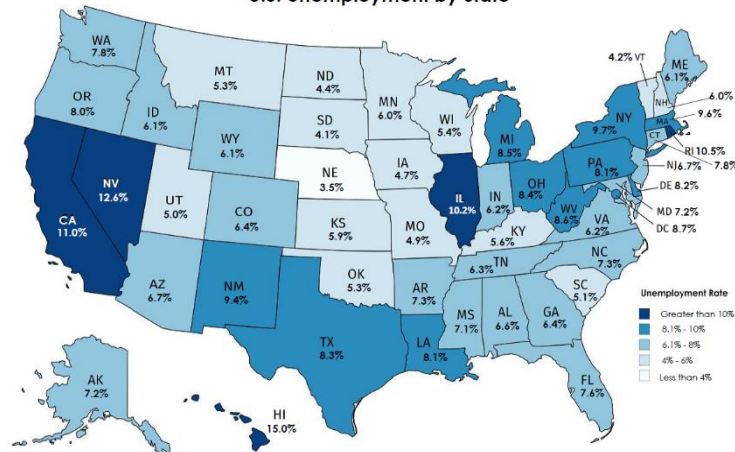 U.S. Unemployment by State
WA
7.8%
OR
8.0%
CA
11.0%
NV
12.6%
ID
6.1%
MT
5.3%
WY
6.1%
UT
5.0%
AZ
6.7%
CO
6.4%
NM
9.4%
ND
4.4%
SD
4.1%
NE
3.5%
KS
5.9%
OK
5.3%
TX
8.3%
MN
6.0%
IA
4.7%
MO
4.9%
AR
7.3%
LA
8.1%
WI
5.4%
IL
10.2%
MI
8.5%
IN
6.2%
OH
8.4%
KY
5.6%
6.3% TN
MS
7.1%
AL
6.6%
GA
6.4%
FL
7.6%
SC
5.1%
NC
7.3%
VA
6.2%
WV
8.6%
PA
8.1%
NY
9.7%
4.2% VT
NH
ME
6.1%
6.0%
9.6%
MA
CT
RI 10.5%
7.8%
NJ 6.7%
DE 8.2%
MD 7.2%
DC 8.7%
AK
7.2%
HI
15.0%
Unemployment Rate
Greater than 10%
8.1% - 10%
6.1% - 8%
4% - 6%
Less than 4%